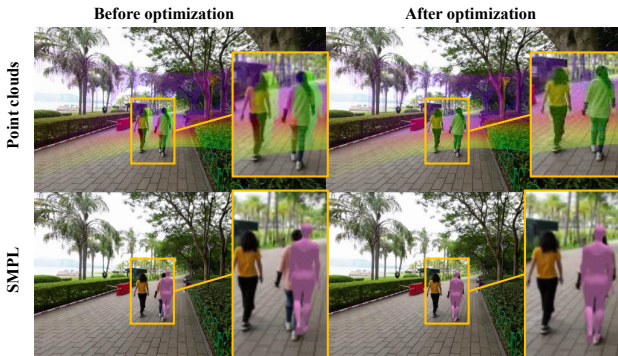 Before optimization
After optimization
Point clouds
SMPL